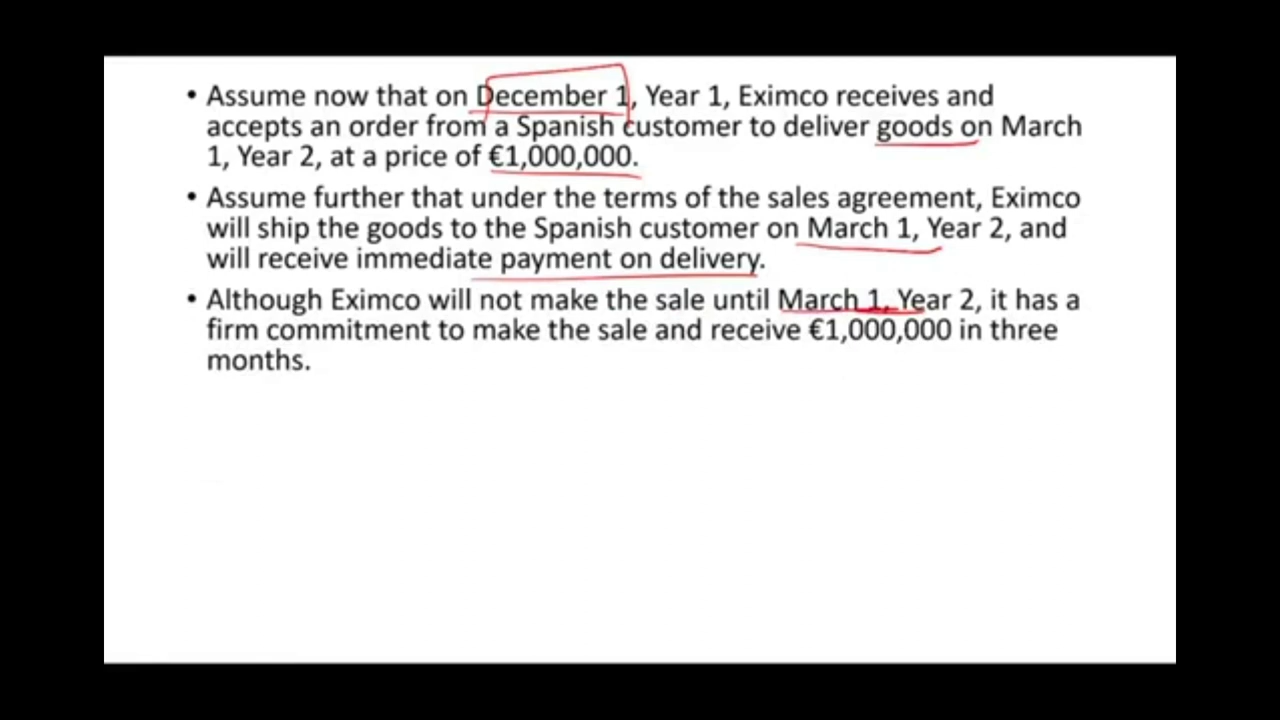 • Assume now that on December 1, Year 1, Eximco receives and
accepts an order from a Spanish customer to deliver goods on March
1, Year 2, at a price of €1,000,000.
• Assume further that under the terms of the sales agreement, Eximco
will ship the goods to the Spanish customer on March 1, Year 2, and
will receive immediate payment on delivery.
• Although Eximco will not make the sale until March 1, Year 2, it has a
firm commitment to make the sale and receive €1,000,000 in three
months.